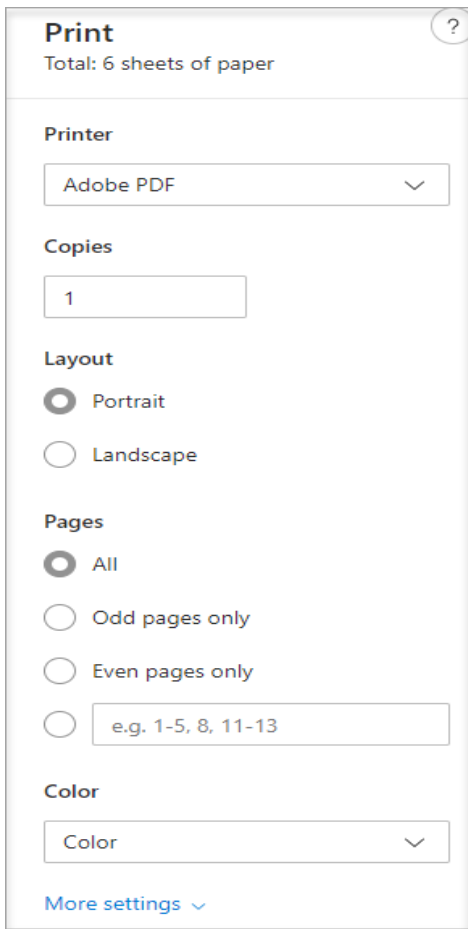 Print
?
Total: 6 sheets of paper
Printer
Adobe PDF
Copies
1
Layout
Portrait
Landscape
Pages
All
Odd pages only
Even pages only
e.g. 1-5, 8, 11-13
Color
Color
More settings